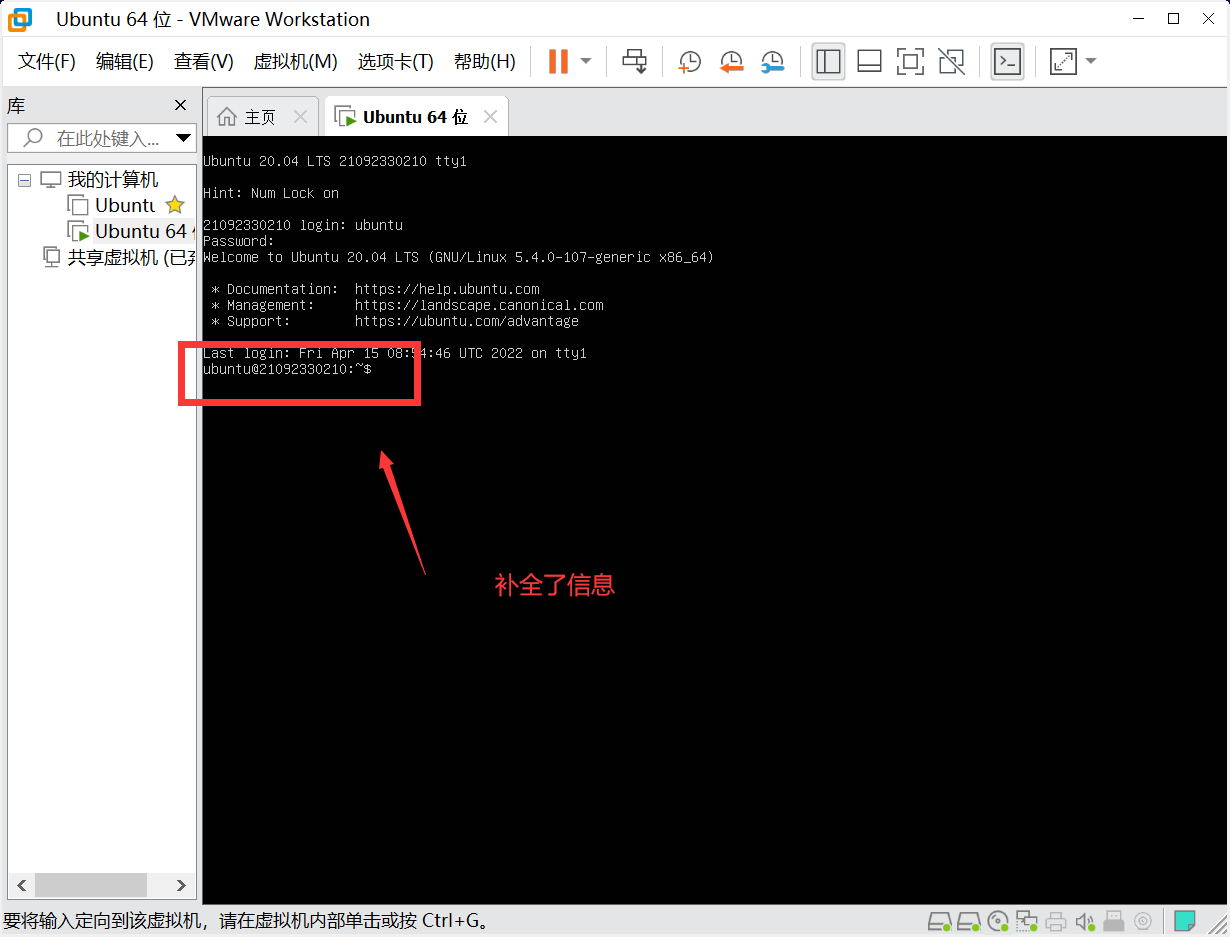 Ubuntu 64 位 - VMware Workstation
文件(F) 编辑(E) 查看(V) 虚拟机(M) 选项卡(T) 帮助(H)
库
在此处键入...
我的计算机
Ubuntu
Ubuntu 64
共享虚拟机 (已
主页
Ubuntu 64 位
Ubuntu 20.04 LTS 21092330210 tty1
Hint: Num Lock on
21092330210 login: ubuntu
Password:
Welcome to Ubuntu 20.04 LTS (GNU/Linux 5.4.0-107-generic x86_64)
* Documentation: https://help.ubuntu.com
* Management: https://landscape.canonical.com
* Support: https://ubuntu.com/advantage
Last login: Fri Apr 15 08:54:46 UTC 2022 on tty1
ubuntu@21092330210:~$
补全了信息
要将输入定向到该虚拟机，请在虚拟机内部单击或按 Ctrl+G。